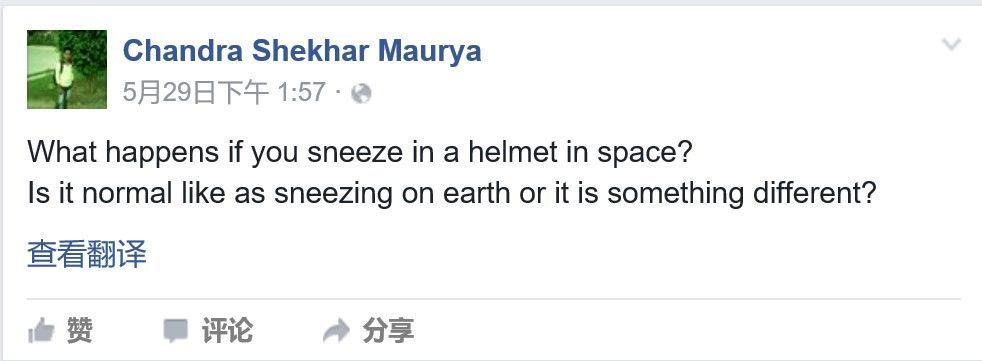 Chandra Shekhar Maurya
5月29日下午 1:57 ·
What happens if you sneeze in a helmet in space?
Is it normal like as sneezing on earth or it is something different?
查看翻译
赞 评论 分享